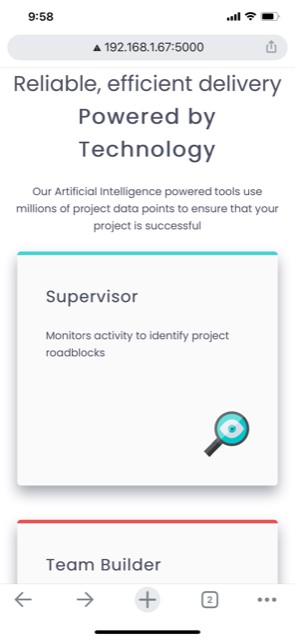 9:58
192.168.1.67:5000
Reliable, efficient delivery
Powered by
Technology
Our Artificial Intelligence powered tools use
millions of project data points to ensure that your
project is successful
Supervisor
Monitors activity to identify project
roadblocks
Team Builder
2